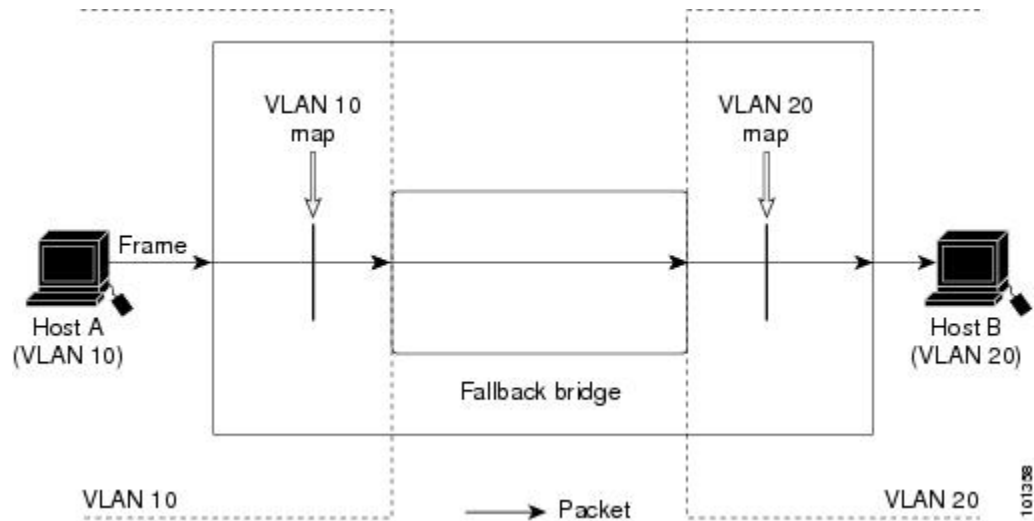 VLAN 10
map
VLAN 20
map
Frame
Host A
(VLAN 10)
Host B
(VLAN 20)
Fallback bridge
VLAN 10
Packet
VLAN 20
101358